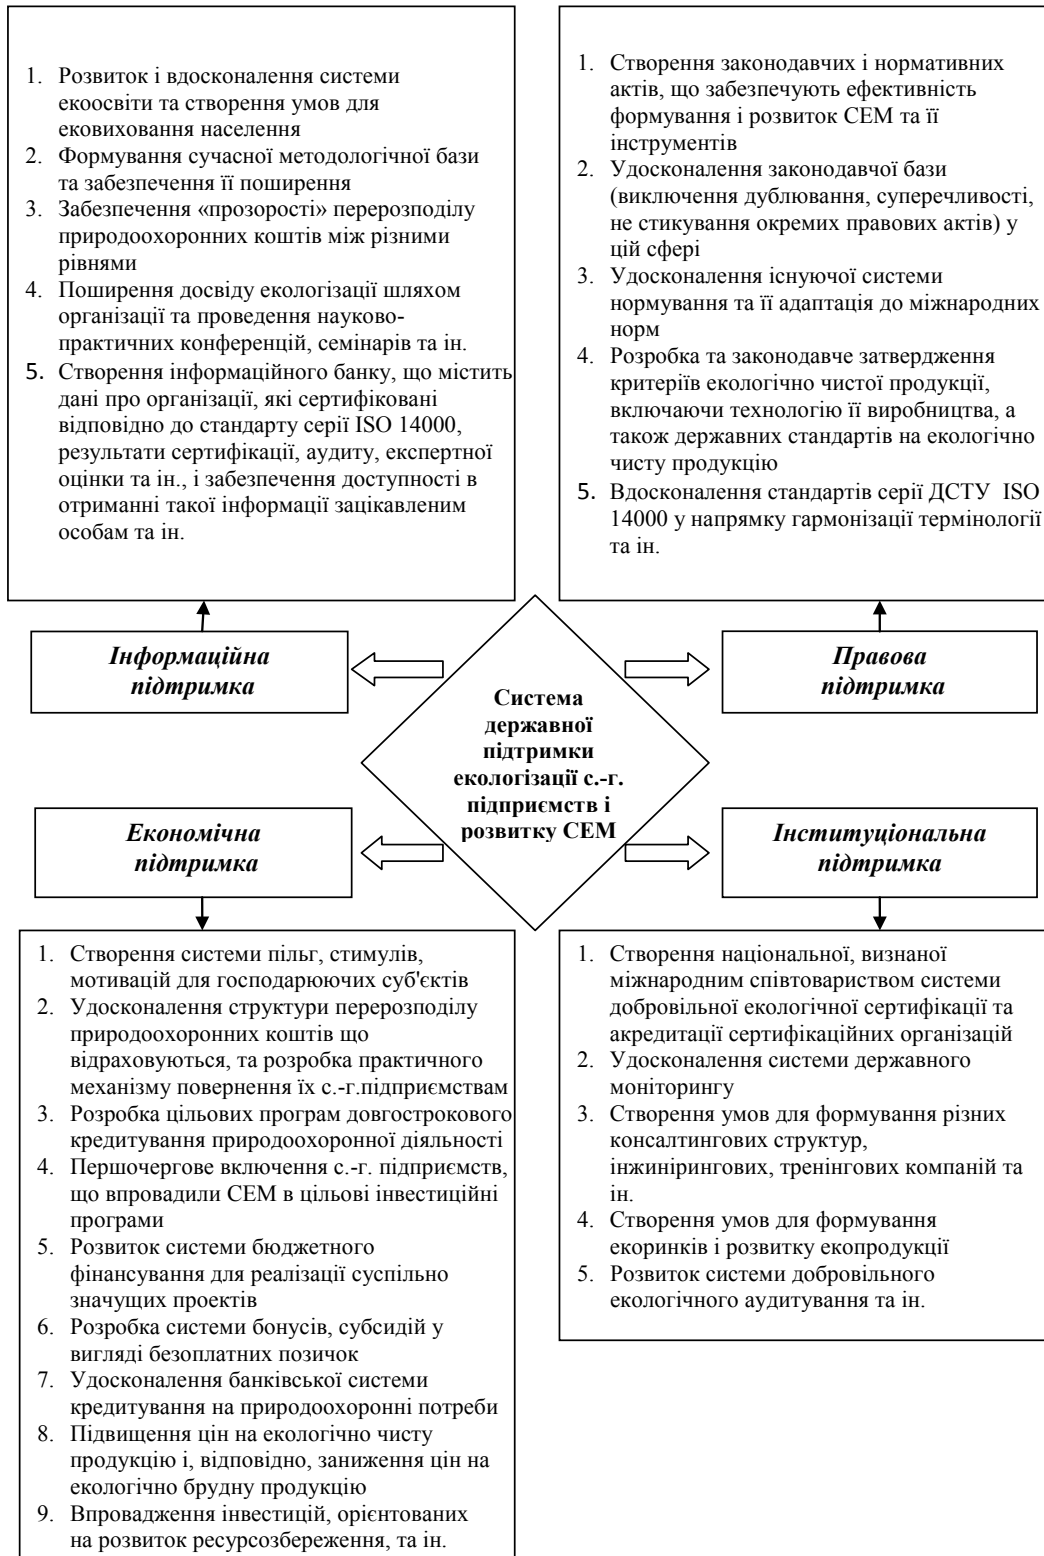 1. Розвиток і вдосконалення системи
екоосвіти та створення умов для
ековиховання населення
2. Формування сучасної методологічної бази
та забезпечення її поширення
3. Забезпечення «прозорості» перерозподілу
природоохоронних коштів між різними
рівнями
4. Поширення досвіду екологізації шляхом
організації та проведення науково-
практичних конференцій, семінарів та ін.
5. Створення інформаційного банку, що містить
дані про організації, які сертифіковані
відповідно до стандарту серії ISO 14000,
результати сертифікації, аудиту, експертної
оцінки та ін., і забезпечення доступності в
отриманні такої інформації зацікавленим
особам та ін.
1. Створення законодавчих і нормативних
актів, що забезпечують ефективність
формування і розвиток СЕМ та її
інструментів
2. Удосконалення законодавчої бази
(виключення дублювання, суперечливості,
не стикування окремих правових актів) у
цій сфері
3. Удосконалення існуючої системи
нормування та її адаптація до міжнародних
норм
4. Розробка та законодавче затвердження
критеріїв екологічно чистої продукції,
включаючи технологію її виробництва, а
також державних стандартів на екологічно
чисту продукцію
5. Вдосконалення стандартів серії ДСТУ ISO
14000 у напрямку гармонізації термінології
та ін.
Інформаційна
підтримка
Правова
підтримка
Система
державної
підтримки
екологізації с.-г.
підприємств і
розвитку СЕМ
Економічна
підтримка
Інституціональна
підтримка
1. Створення системи пільг, стимулів,
мотивацій для господарюючих суб'єктів
2. Удосконалення структури перерозподілу
природоохоронних коштів що
відраховуються, та розробка практичного
механізму повернення їх с.-г.підприємствам
3. Розробка цільових програм довгострокового
кредитування природоохоронної діяльності
4. Першочергове включення с.-г. підприємств,
що впровадили СЕМ в цільові інвестиційні
програми
5. Розвиток системи бюджетного
фінансування для реалізації суспільно
значущих проектів
6. Розробка системи бонусів, субсидій у
вигляді безоплатних позичок
7. Удосконалення банківської системи
кредитування на природоохоронні потреби
8. Підвищення цін на екологічно чисту
продукцію і, відповідно, заниження цін на
екологічно брудну продукцію
9. Впровадження інвестицій, орієнтованих
на розвиток ресурсозбереження, та ін.
1. Створення національної, визнаної
міжнародним співтовариством системи
добровільної екологічної сертифікації та
акредитації сертифікаційних організацій
2. Удосконалення системи державного
моніторингу
3. Створення умов для формування різних
консалтингових структур,
інжинірингових, тренінгових компаній та
ін.
4. Створення умов для формування
екоринків і розвитку екопродукції
5. Розвиток системи добровільного
екологічного аудитування та ін.